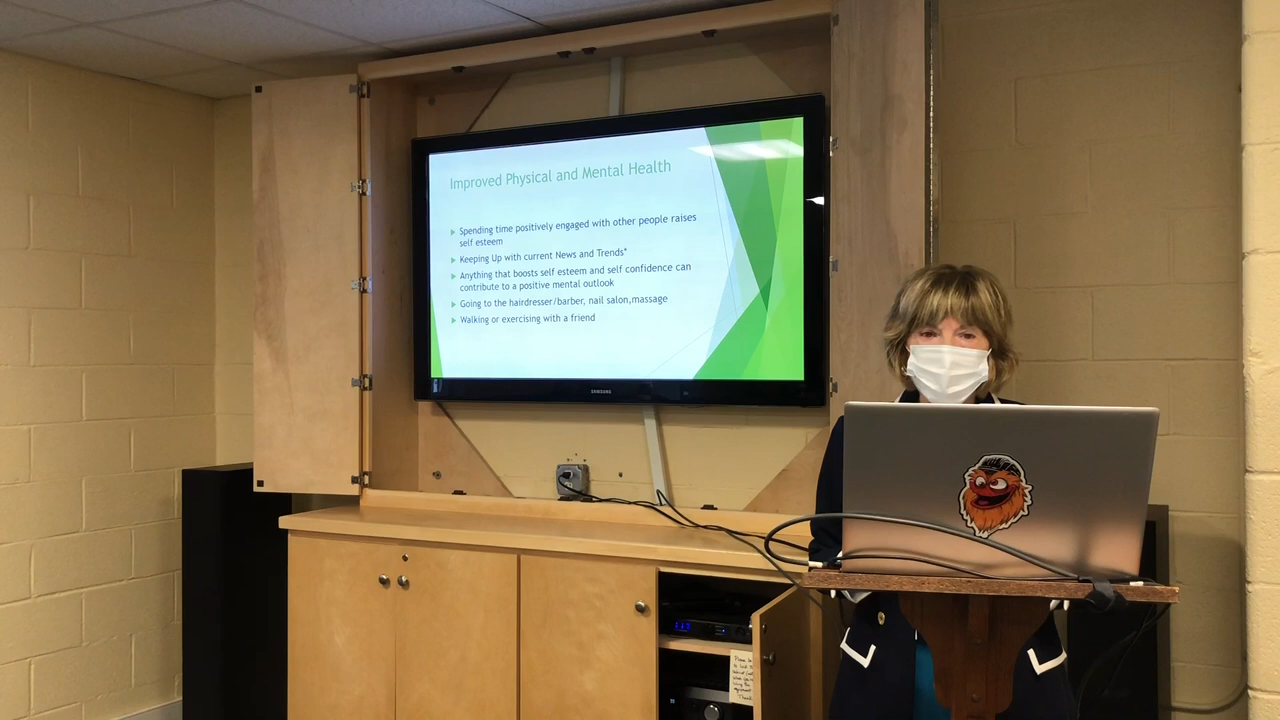 Improved Physical and Mental Health
Spending time positively engaged with other people raises
self esteem
Keeping Up with current News and Trends*
Anything that boosts self esteem and self confidence can
contribute to a positive mental outlook
Going to the hairdresser/barber, nail salon,massage
Walking or exercising with a friend
SAMSUNG
Please